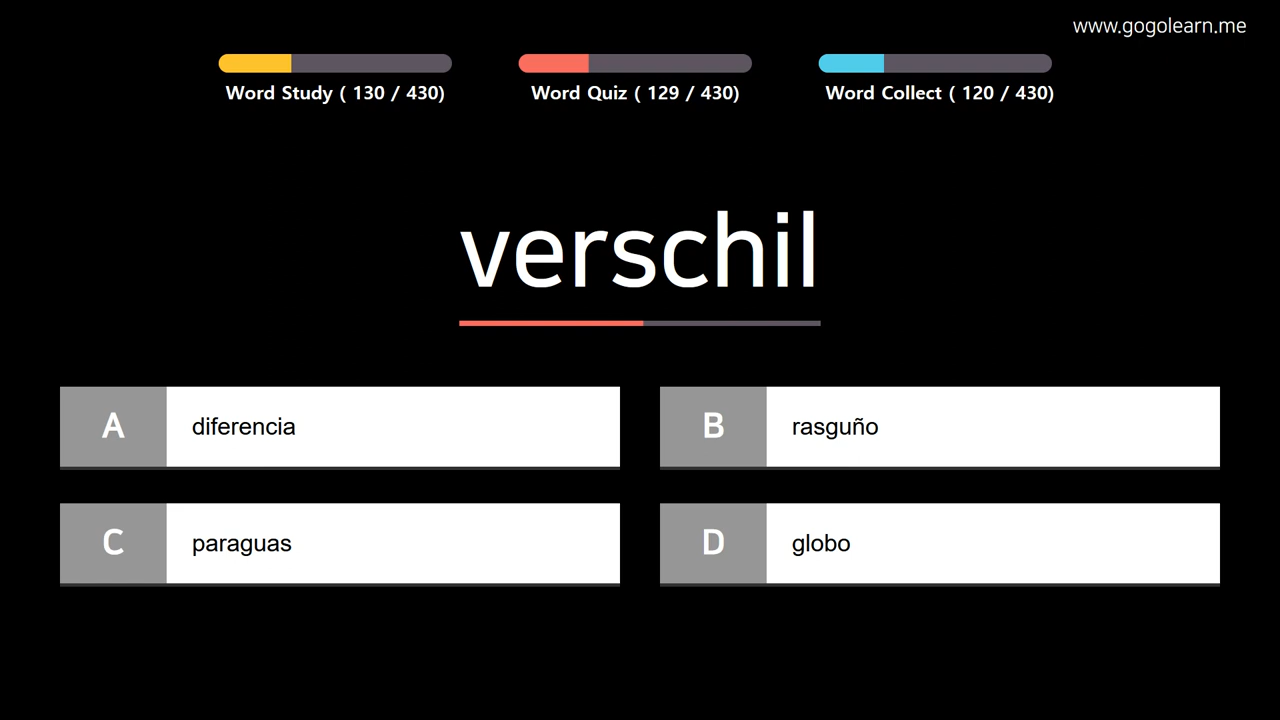 www.gogolearn.me
Word Study ( 130 / 430)
Word Quiz ( 129 / 430)
Word Collect ( 120 / 430)
verschil
A diferencia
B rasguño
C paraguas
D globo